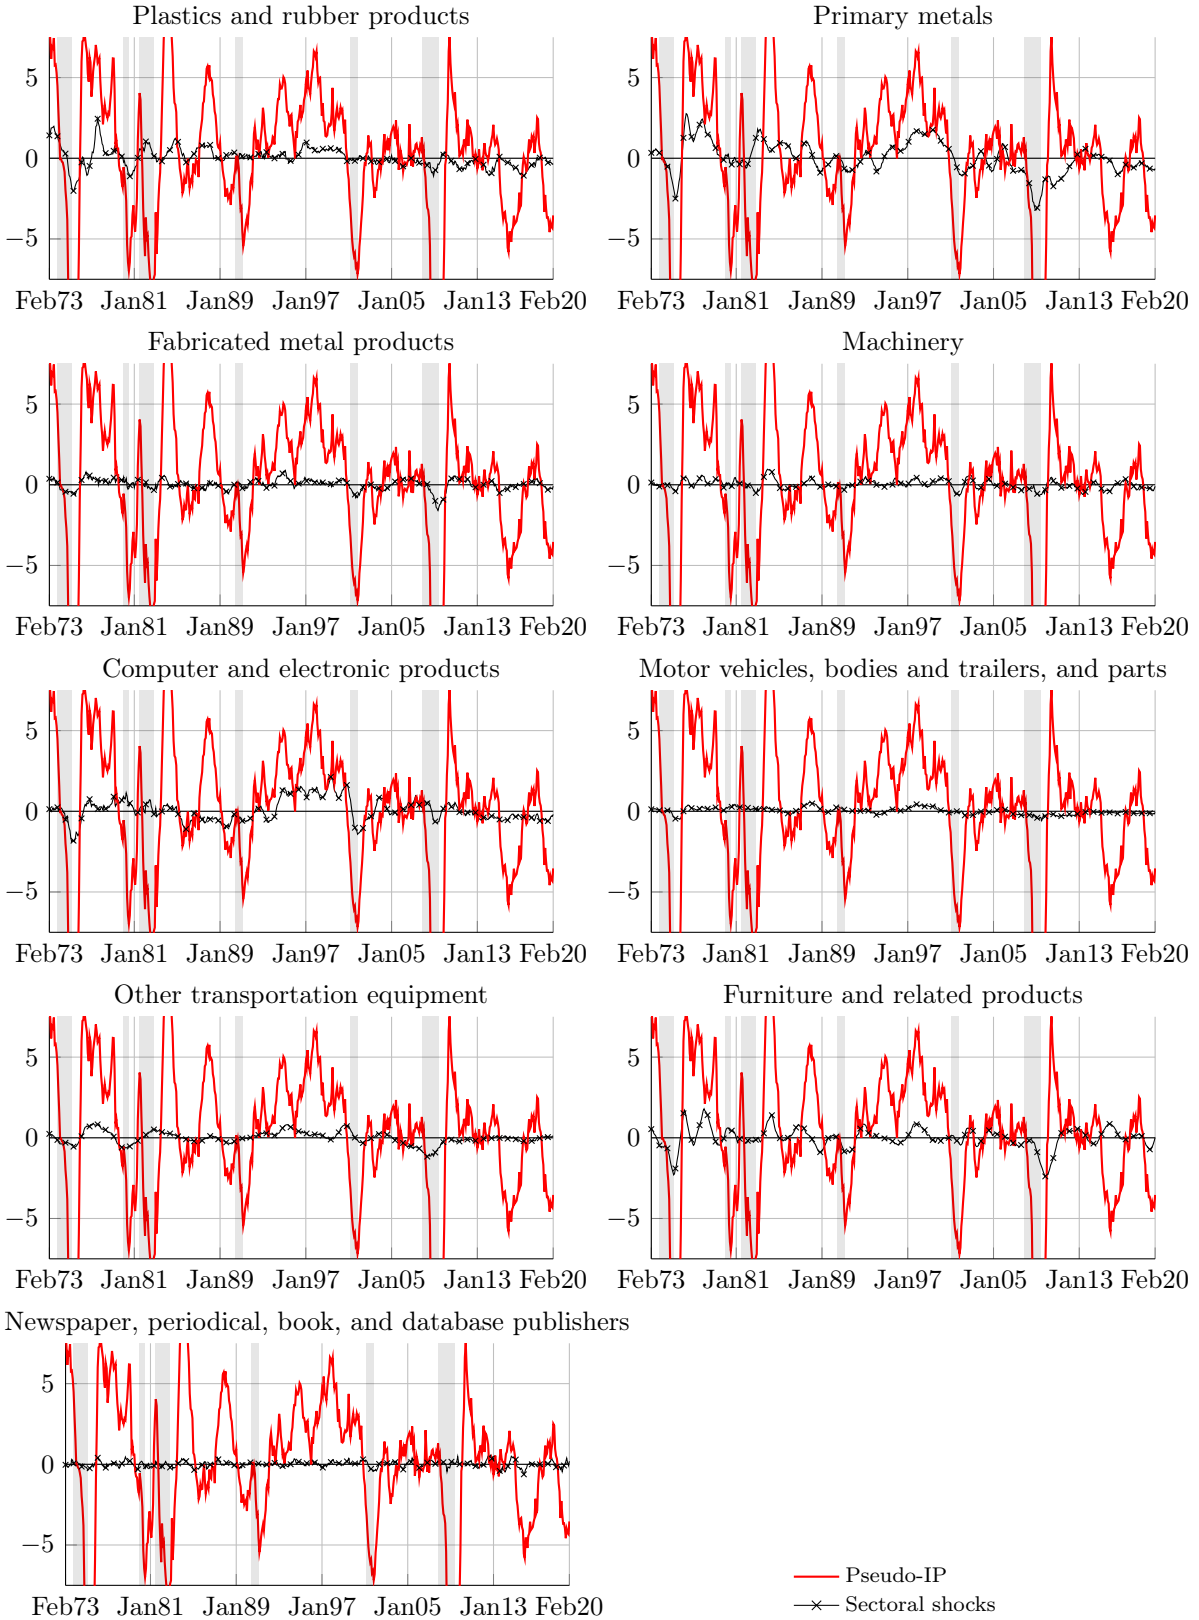 Plastics and rubber products
Primary metals
5
0
−5
Feb73 Jan81 Jan89 Jan97 Jan05 Jan13 Feb20
5
0
−5
Feb73 Jan81 Jan89 Jan97 Jan05 Jan13 Feb20
Fabricated metal products
Machinery
5
0
−5
Feb73 Jan81 Jan89 Jan97 Jan05 Jan13 Feb20
5
0
−5
Feb73 Jan81 Jan89 Jan97 Jan05 Jan13 Feb20
Computer and electronic products
Motor vehicles, bodies and trailers, and parts
5
0
−5
Feb73 Jan81 Jan89 Jan97 Jan05 Jan13 Feb20
5
0
−5
Feb73 Jan81 Jan89 Jan97 Jan05 Jan13 Feb20
Other transportation equipment
Furniture and related products
5
0
−5
Feb73 Jan81 Jan89 Jan97 Jan05 Jan13 Feb20
5
0
−5
Feb73 Jan81 Jan89 Jan97 Jan05 Jan13 Feb20
Newspaper, periodical, book, and database publishers
5
0
−5
Feb73 Jan81 Jan89 Jan97 Jan05 Jan13 Feb20
Pseudo-IP
Sectoral shocks